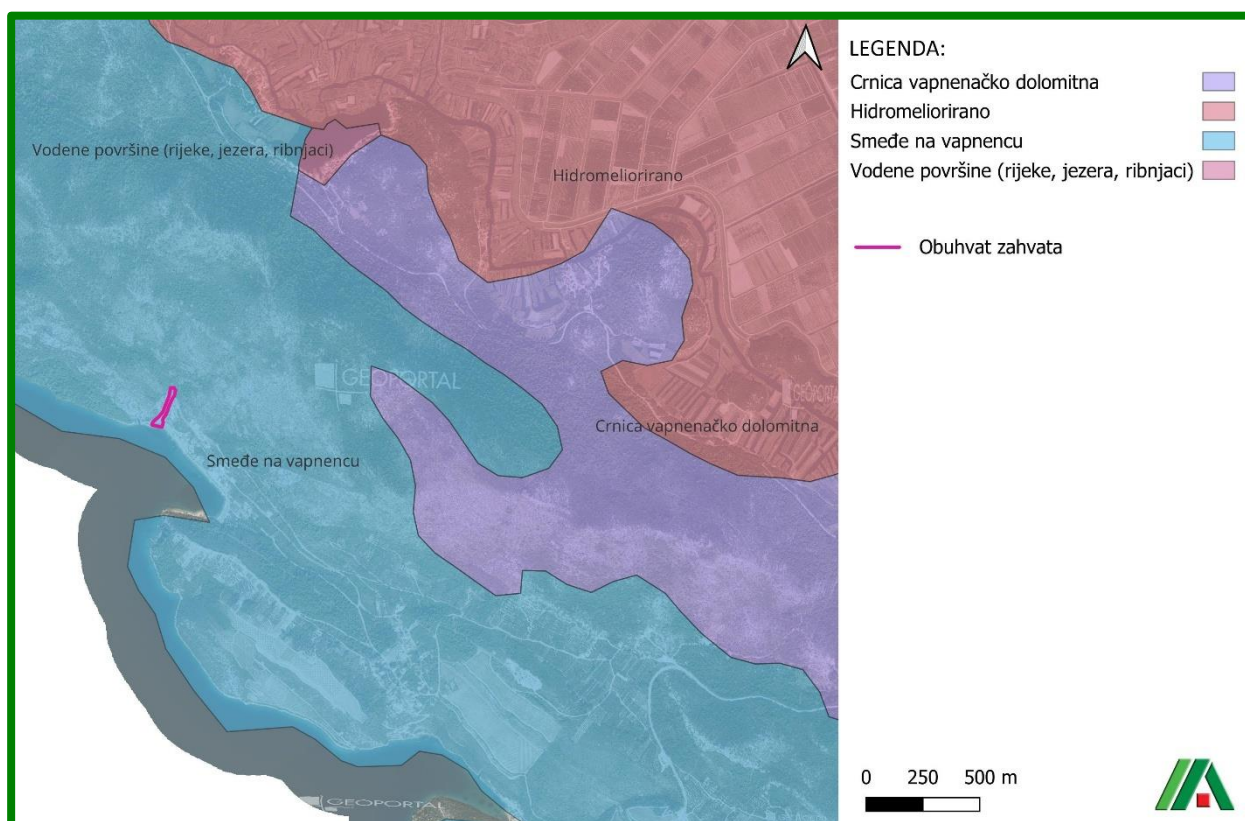 LEGENDA:
Crnica vapnenačko dolomitna
Hidromeliorirano
Smeđe na vapnencu
Vodene površine (rijeke, jezera, ribnjaci)
Obuhvat zahvata
Vodene površine (rijeke, jezera, ribnjaci)
Hidromeliorirano
GEOPORTAL
GEOPORTAL
Crnica vapnenačko dolomitna
Smeđe na vapnencu
GEOPORTAL
0 250 500 m